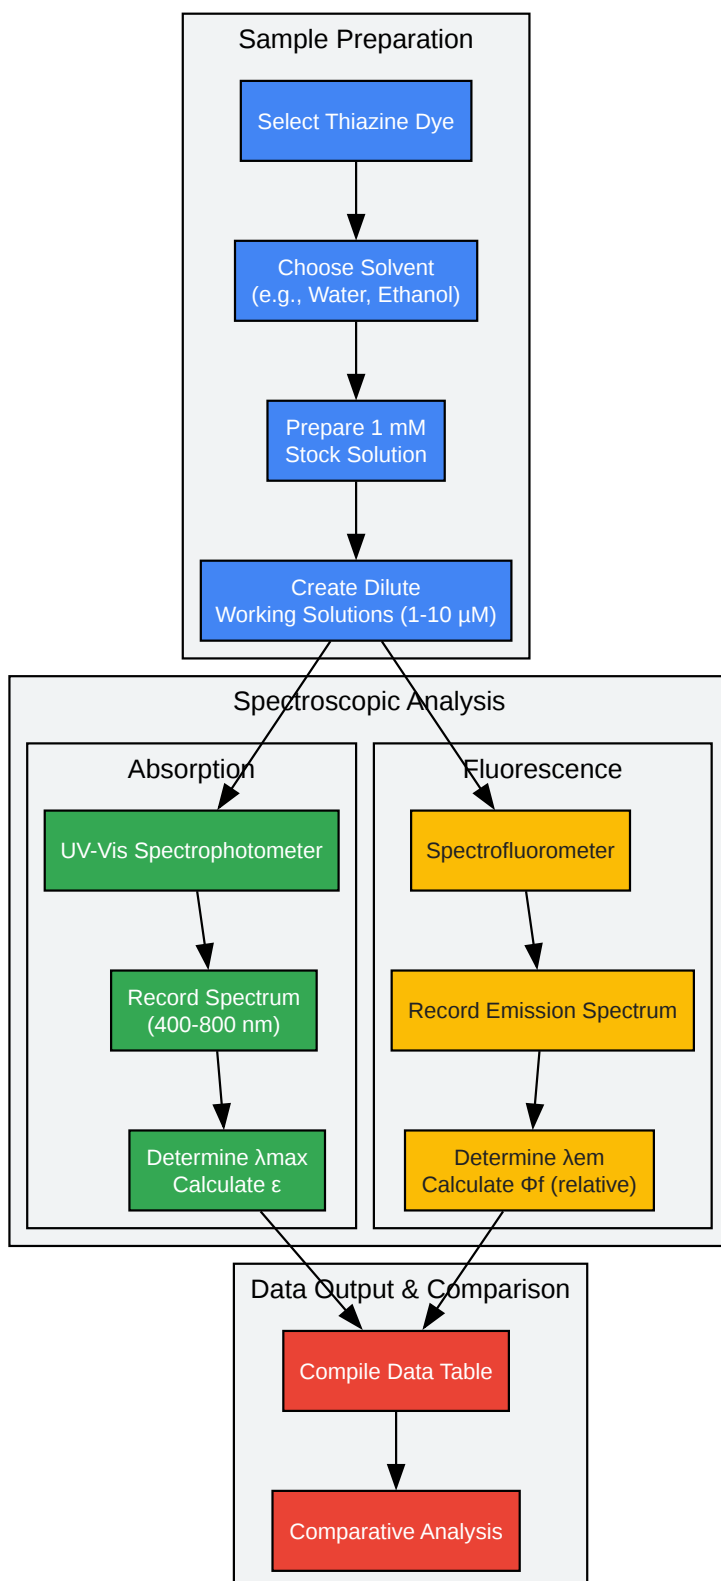 Sample Preparation
Select Thiazine Dye
Choose Solvent
(e.g., Water, Ethanol)
Prepare 1 mM
Stock Solution
Create Dilute
Working Solutions (1-10 µM)
Spectroscopic Analysis
Absorption
UV-Vis Spectrophotometer
Record Spectrum
(400-800 nm)
Determine λmax
Calculate ε
Fluorescence
Spectrofluorometer
Record Emission Spectrum
Determine λem
Calculate Φf (relative)
Data Output & Comparison
Compile Data Table
Comparative Analysis